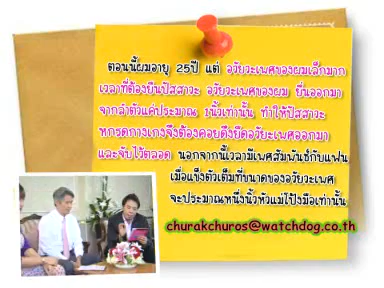 ตอนนี้ผมอายุ 25ปี แต่ อวัยวะเพศของผมเล็กมาก
เวลาที่ต้องยืนปัสสาวะ อวัยวะเพศของผม ยื่นออกมา
จากลำตัวแค่ประมาณ 1นิ้วเท่านั้น ทำให้ปัสสาวะ
หกรดกางเกงจึงต้องคอยดึงยืดอวัยะเพศออกมา
และจับไว้ตลอด นอกจากนี้เวลามีเพศสัมพันธ์กับแฟน
เมื่อแข็งตัวเต็มที่ขนาดของอวัยวะเพศ
จะประมาณหนึ่งนิ้วหัวแม่โป้งมือเท่านั้น
churakchuros@watchdog.co.th